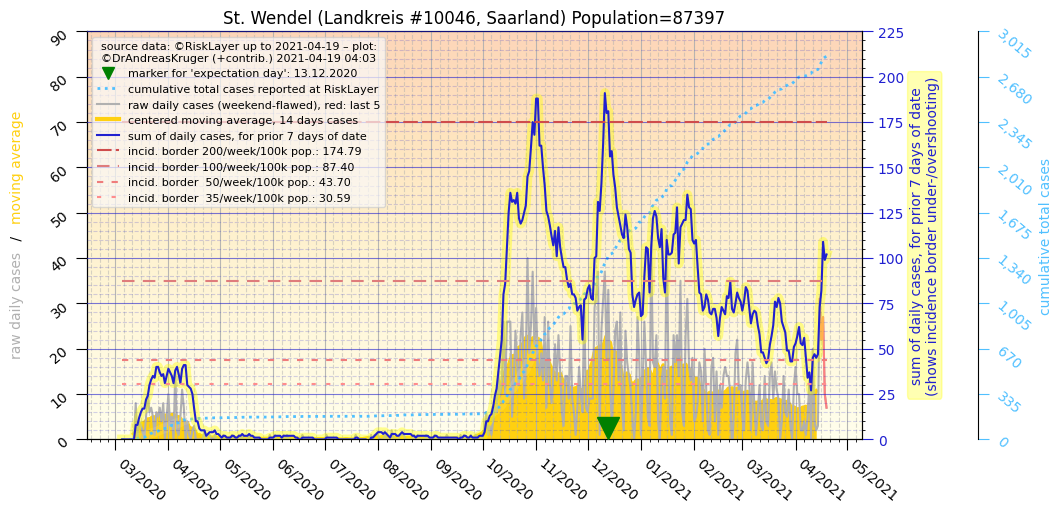 St. Wendel (Landkreis #10046, Saarland) Population=87397
source data: ©RiskLayer up to 2021-04-19 – plot:
©DrAndreasKruger (+contrib.) 2021-04-19 04:03
marker for 'expectation day': 13.12.2020
cumulative total cases reported at RiskLayer
raw daily cases (weekend-flawed), red: last 5
centered moving average, 14 days cases
sum of daily cases, for prior 7 days of date
incid. border 200/week/100k pop.: 174.79
incid. border 100/week/100k pop.: 87.40
incid. border  50/week/100k pop.: 43.70
incid. border  35/week/100k pop.: 30.59
raw daily cases / moving average
90
80
70
60
50
40
30
20
10
0
225
200
175
150
125
100
75
50
25
0
sum of daily cases, for prior 7 days of date
(shows incidence border under-/overshooting)
3,015
2,680
2,345
2,010
1,675
1,340
1,005
670
335
0
cumulative total cases
03/2020
04/2020
05/2020
06/2020
07/2020
08/2020
09/2020
10/2020
11/2020
12/2020
01/2021
02/2021
03/2021
04/2021
05/2021